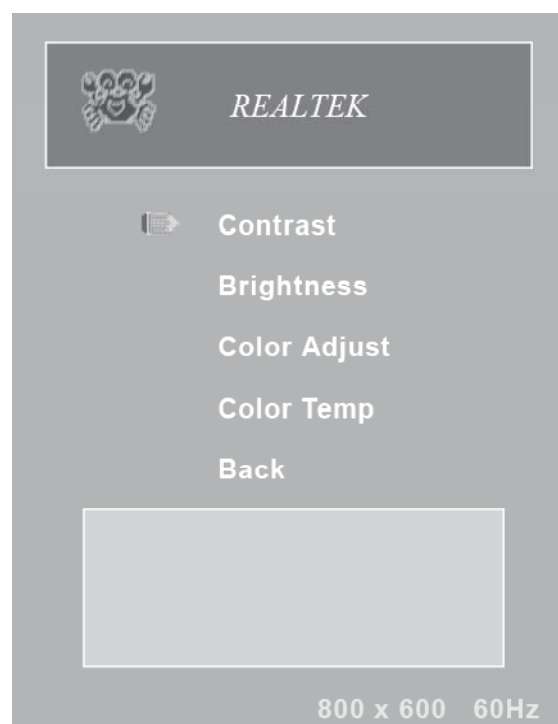 REALTEK
Contrast
Brightness
Color Adjust
Color Temp
Back
800 x 600 60Hz